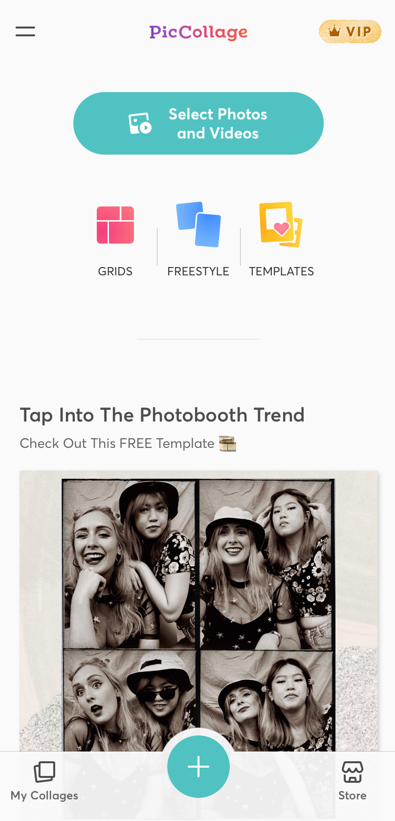 PicCollage
VIP
Select Photos
and Videos
GRIDS
FREESTYLE
TEMPLATES
Tap Into The Photobooth Trend
Check Out This FREE Template
My Collages
Store